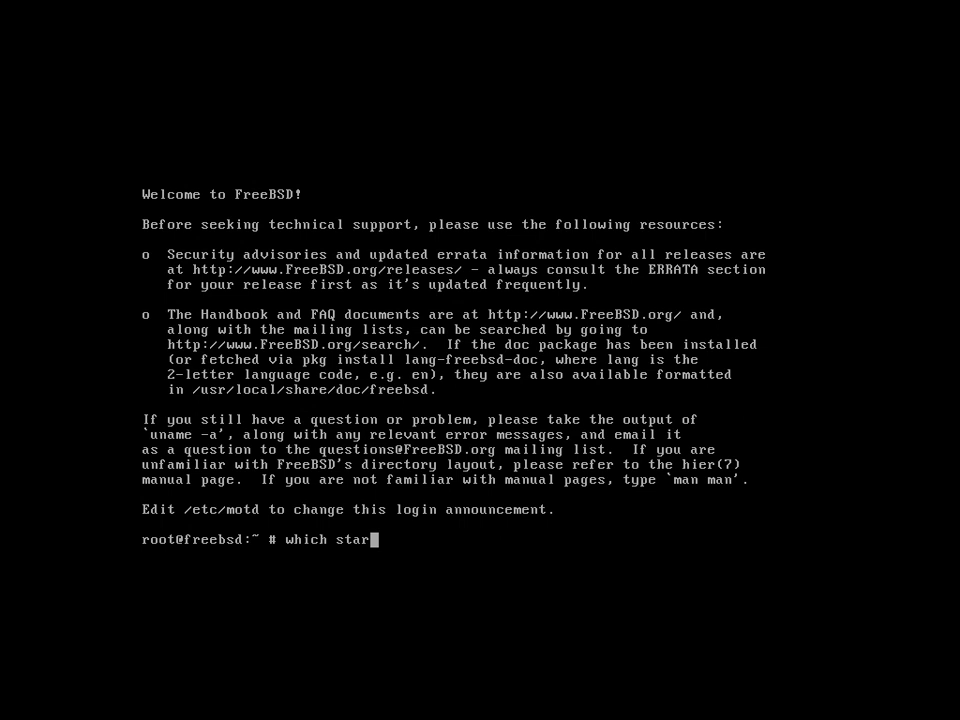 Welcome to FreeBSD!
Before seeking technical support, please use the following resources:
o  Security advisories and updated errata information for all releases are
   at http://www.FreeBSD.org/releases/ - always consult the ERRATA section
   for your release first as it's updated frequently.
o  The Handbook and FAQ documents are at http://www.FreeBSD.org/ and,
   along with the mailing lists, can be searched by going to
   http://www.FreeBSD.org/search/.  If the doc package has been installed
   (or fetched via pkg install lang-freebsd-doc, where lang is the
   2-letter language code, e.g. en), they are also available formatted
   in /usr/local/share/doc/freebsd.
If you still have a question or problem, please take the output of
`uname -a', along with any relevant error messages, and email it
as a question to the questions@FreeBSD.org mailing list.  If you are
unfamiliar with FreeBSD's directory layout, please refer to the hier(7)
manual page.  If you are not familiar with manual pages, type `man man'.
Edit /etc/motd to change this login announcement.
root@freebsd:~ # which star